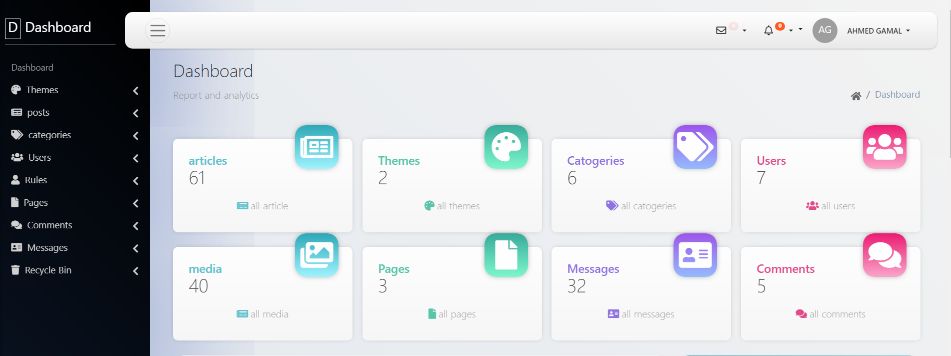 D Dashboard
AHMED GAMAL
AG
Dashboard
Themes
posts
categories
Users
Rules
Pages
Comments
Messages
Recycle Bin
Dashboard
Report and analytics
/ Dashboard
articles
61
all article
Themes
2
all themes
Catogeries
6
all catogeries
Users
7
all users
media
40
all media
Pages
3
all pages
Messages
32
all messages
Comments
5
all comments